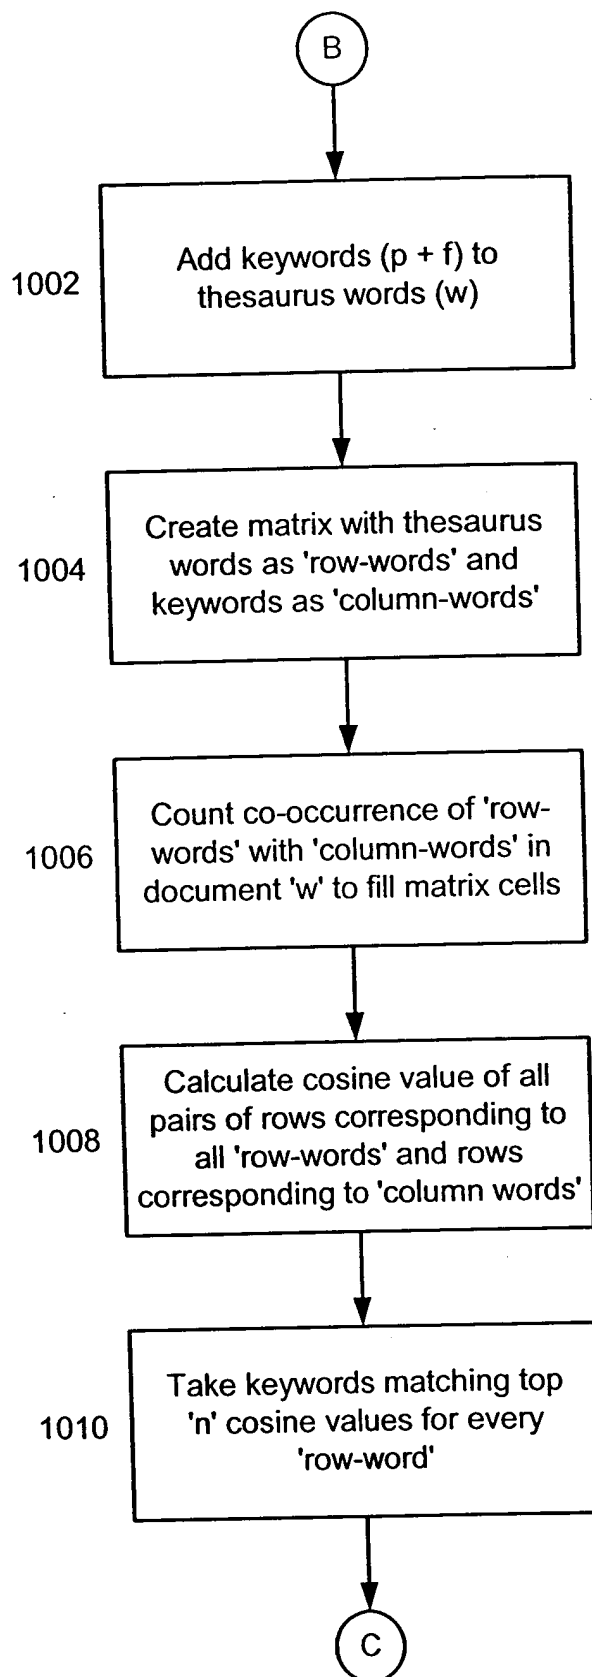 B
1002
Add keywords (p + f) to
thesaurus words (w)
1004
Create matrix with thesaurus
words as 'row-words' and
keywords as 'column-words'
1006
Count co-occurrence of 'row-
words' with 'column-words' in
document 'w' to fill matrix cells
1008
Calculate cosine value of all
pairs of rows corresponding to
all 'row-words' and rows
corresponding to 'column words'
1010
Take keywords matching top
'n' cosine values for every
'row-word'
C